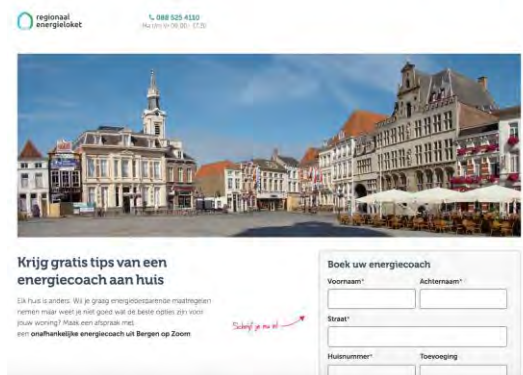 regionaal
energieloket
088 525 4110
Krijg gratis tips van een
energiecoach aan huis
Elk huis is anders. Wil je graag energiebesparende maatregelen
nemen maar weet je niet goed wat de beste opties zijn voor
jouw woning? Maak een afspraak met
een onafhankelijke energiecoach uit Bergen op Zoom
Schrijf je nu in!
Boek uw energiecoach
Voornaam* Achternaam*
Straat*
Huisnummer* Toevoeging